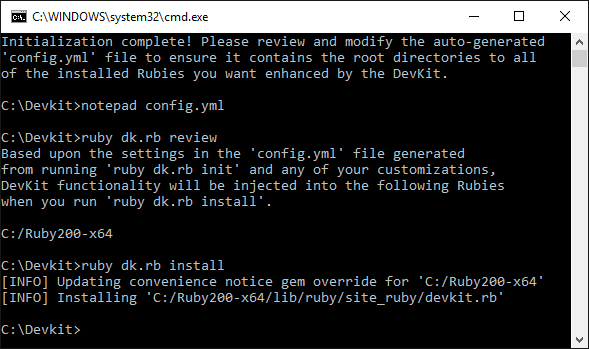 C:\WINDOWS\system32\cmd.exe
Initialization complete! Please review and modify the auto-generated
'config.yml' file to ensure it contains the root directories to all
of the installed Rubies you want enhanced by the DevKit.
C:\Devkit>notepad config.yml
C:\Devkit>ruby dk.rb review
Based upon the settings in the 'config.yml' file generated
from running 'ruby dk.rb init' and any of your customizations,
DevKit functionality will be injected into the following Rubies
when you run 'ruby dk.rb install'.
C:/Ruby200-x64
C:\Devkit>ruby dk.rb install
[INFO] Updating convenience notice gem override for 'C:/Ruby200-x64'
[INFO] Installing 'C:/Ruby200-x64/lib/ruby/site_ruby/devkit.rb'
C:\Devkit>